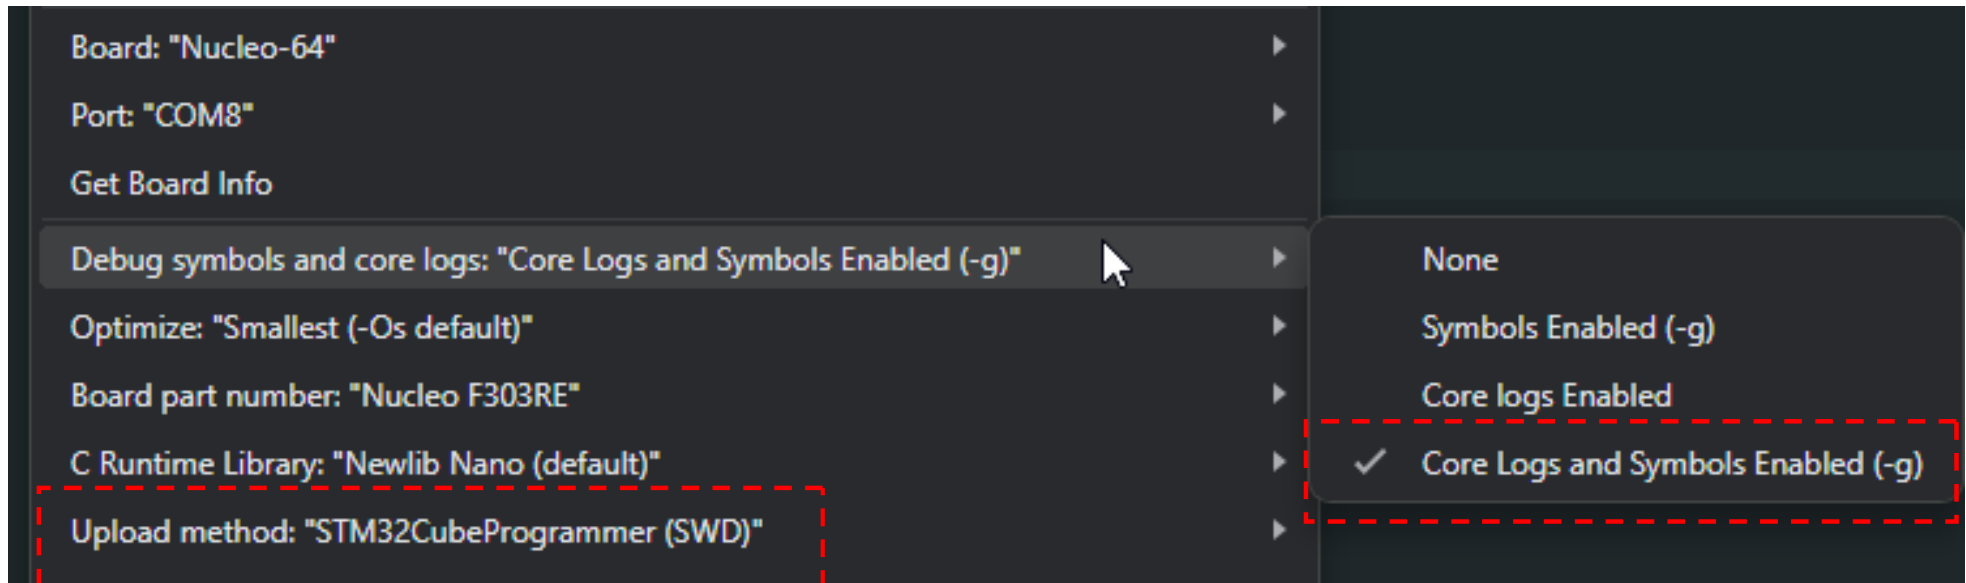 Board: "Nucleo-64"
Port: "COM8"
Get Board Info
Debug symbols and core logs: "Core Logs and Symbols Enabled (-g)"
Optimize: "Smallest (-Os default)"
Board part number: "Nucleo F303RE"
C Runtime Library: "Newlib Nano (default)"
Upload method: "STM32CubeProgrammer (SWD)"
None
Symbols Enabled (-g)
Core logs Enabled
Core Logs and Symbols Enabled (-g)